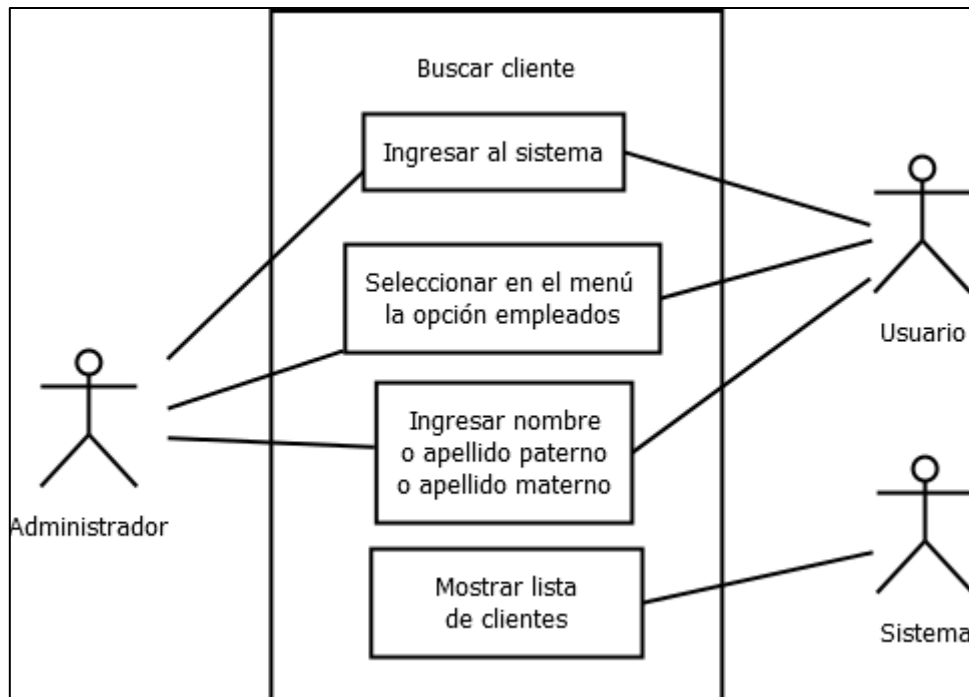 Buscar cliente
Ingresar al sistema
Seleccionar en el menú
la opción empleados
Usuario
Ingresar nombre
o apellido paterno
o apellido materno
Administrador
Mostrar lista
de clientes
Sistema